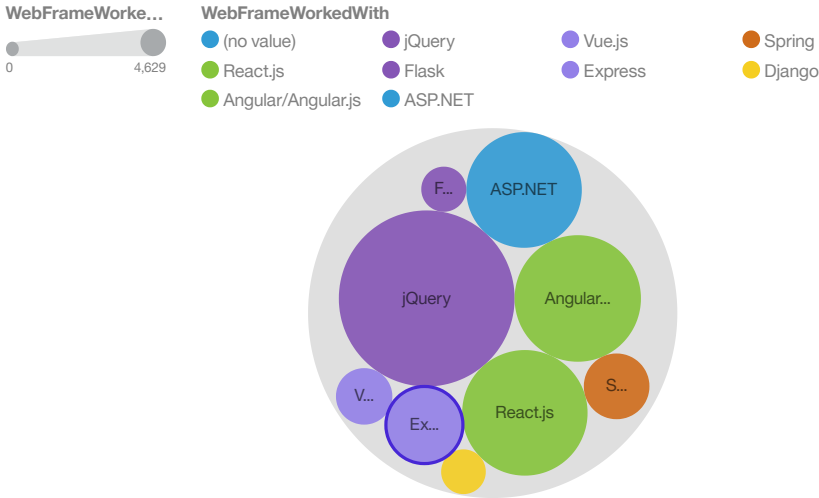 WebFrameWorke...
0
4,629
WebFrameWorkedWith
(no value)
jQuery
Vue.js
Spring
React.js
Flask
Express
Django
Angular/Angular.js
ASP.NET
F...
ASP.NET
jQuery
Angular...
S...
V...
Ex...
React.js